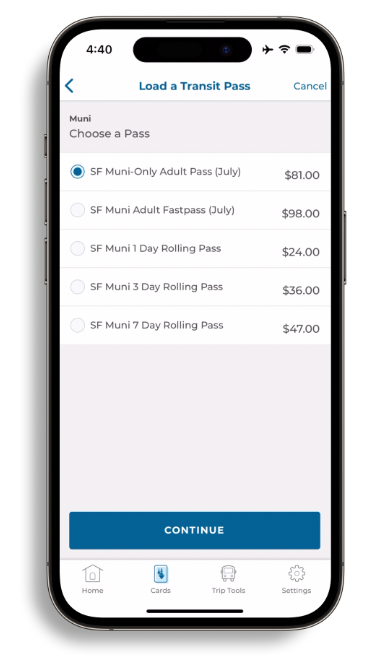 4:40
Load a Transit Pass
Cancel
Muni
Choose a Pass
SF Muni-Only Adult Pass (July)
$81.00
SF Muni Adult Fastpass (July)
$98.00
SF Muni 1 Day Rolling Pass
$24.00
SF Muni 3 Day Rolling Pass
$36.00
SF Muni 7 Day Rolling Pass
$47.00
CONTINUE
Home
Cards
Trip Tools
Settings